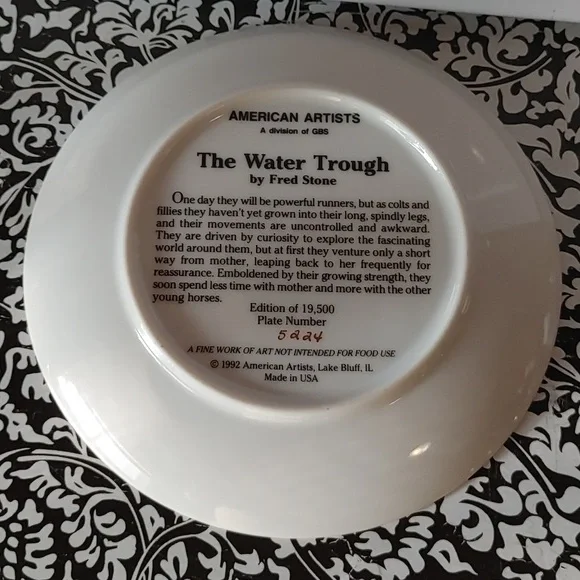 AMERICAN ARTISTS
A division of GBS
The Water Trough
by Fred Stone
One day they will be powerful runners, but as colts and
fillies they haven't yet grown into their long, spindly legs,
and their movements are uncontrolled and awkward.
They are driven by curiosity to explore the fascinating
world around them, but at first they venture only a short
way from mother, leaping back to her frequently for
reassurance. Emboldened by their growing strength, they
soon spend less time with mother and more with the other
young horses.
Edition of 19,500
Plate Number
5224
A FINE WORK OF ART NOT INTENDED FOR FOOD USE
© 1992 American Artists, Lake Bluff, IL
Made in USA